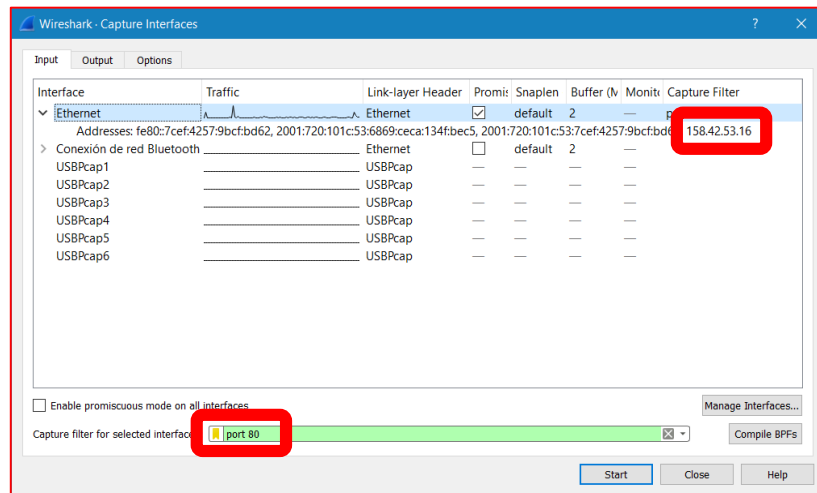 Wireshark · Capture Interfaces
Input Output Options
Interface Traffic Link-layer Header Promis Snaplen Buffer (M Monito Capture Filter
Ethernet Ethernet default 2 — p
Addresses: fe80::7cef:4257:9bcf:bd62, 2001:720:101c:53:6869:ceca:134f:bec5, 2001:720:101c:53:7cef:4257:9bcf:bd6 158.42.53.16
Conexión de red Bluetooth Ethernet default 2 —
USBPcap1 USBPcap — — — —
USBPcap2 USBPcap — — — —
USBPcap3 USBPcap — — — —
USBPcap4 USBPcap — — — —
USBPcap5 USBPcap — — — —
USBPcap6 USBPcap — — — —
Enable promiscuous mode on all interfaces Manage Interfaces...
Capture filter for selected interface port 80 Compile BPFs
Start Close Help